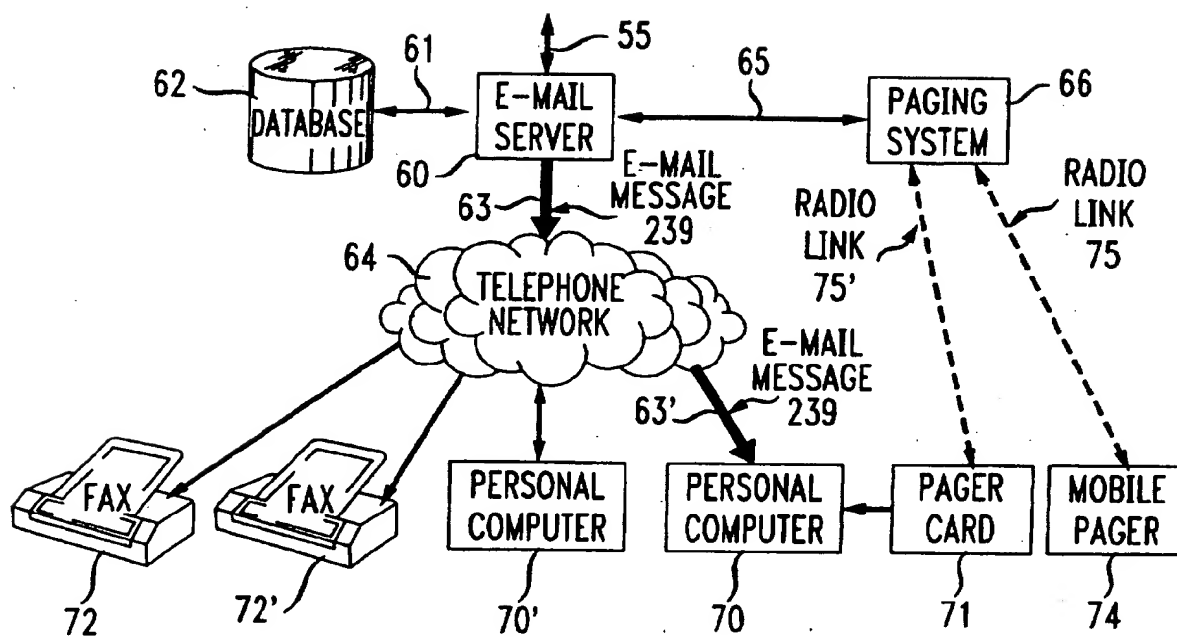 55
61
62
DATABASE
E-MAIL
SERVER
60
65
PAGING
SYSTEM
66
63
E-MAIL
MESSAGE
239
RADIO
LINK
75'
RADIO
LINK
75
64
TELEPHONE
NETWORK
63'
E-MAIL
MESSAGE
239
FAX
72
FAX
72'
PERSONAL
COMPUTER
70'
PERSONAL
COMPUTER
70
PAGER
CARD
71
MOBILE
PAGER
74